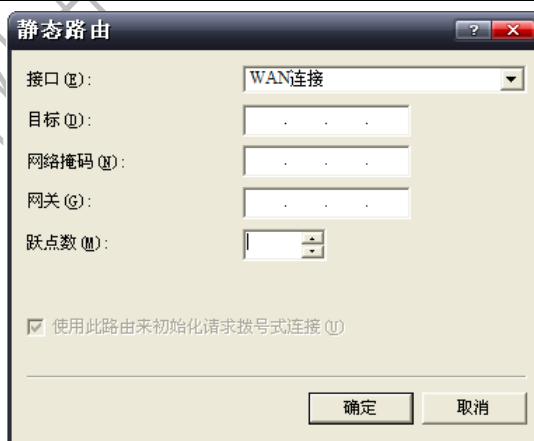 静态路由
接口(E):
WAN连接
目标(D):
. . .
网络掩码(N):
. . .
网关(G):
. . .
跃点数(M):
使用此路由来初始化请求拨号式连接(U)
确定
取消